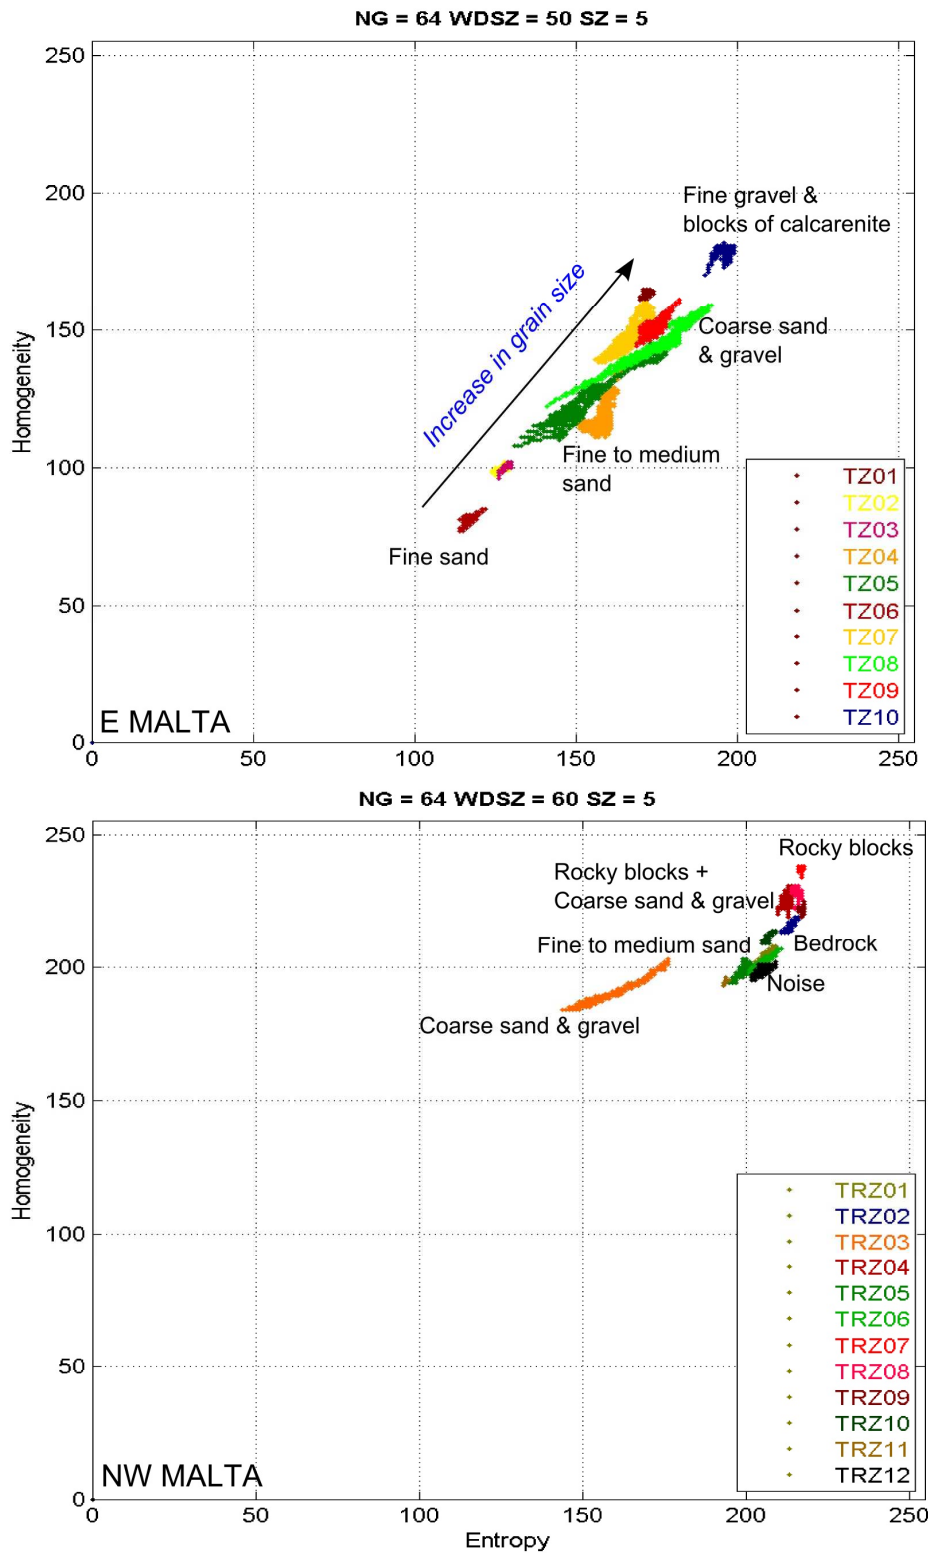 NG = 64 WDSZ = 50 SZ = 5
250
200
150
100
50
0
Homogeneity
Fine gravel &
blocks of calcarenite
Increase in grain size
Coarse sand
& gravel
Fine to medium
sand
Fine sand
TZ01
TZ02
TZ03
TZ04
TZ05
TZ06
TZ07
TZ08
TZ09
TZ10
E MALTA
0
50
100
150
200
250
NG = 64 WDSZ = 60 SZ = 5
250
200
150
100
50
0
Homogeneity
Rocky blocks
Rocky blocks +
Coarse sand & gravel
Fine to medium sand
Bedrock
Noise
Coarse sand & gravel
TRZ01
TRZ02
TRZ03
TRZ04
TRZ05
TRZ06
TRZ07
TRZ08
TRZ09
TRZ10
TRZ11
TRZ12
NW MALTA
0
50
100
150
200
250
Entropy